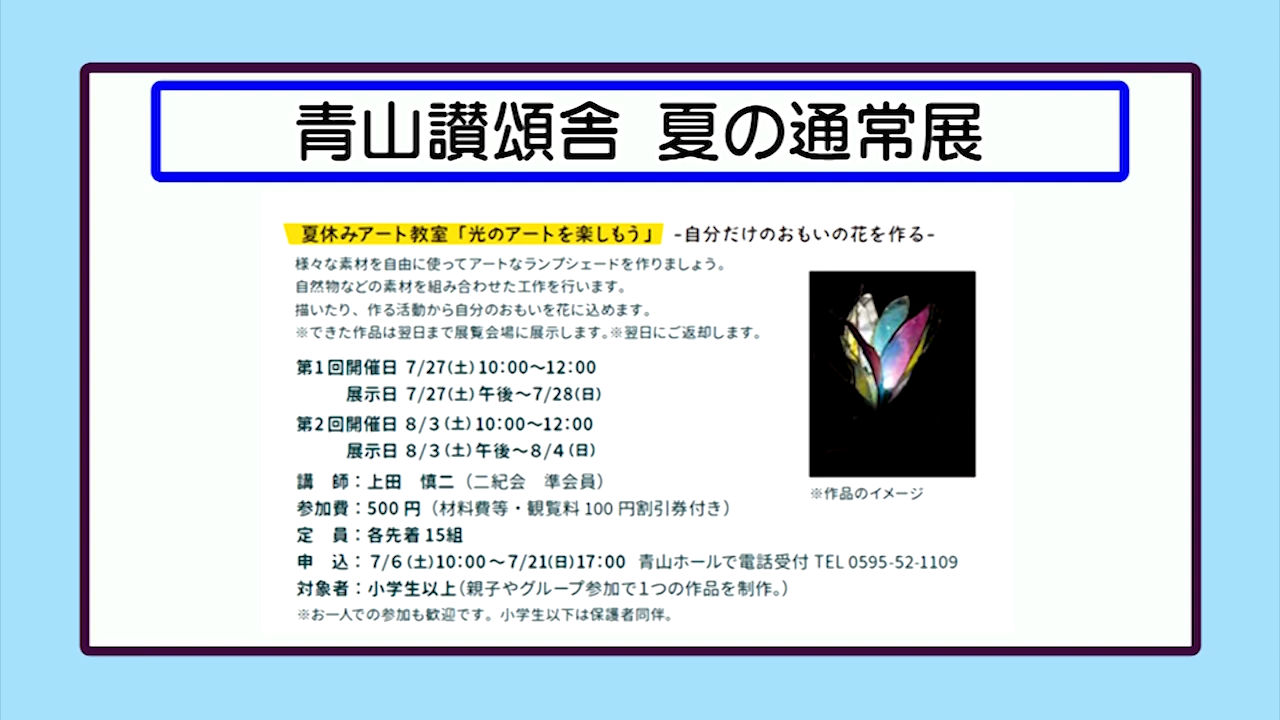 青山讃頌舎 夏の通常展
夏休みアート教室「光のアートを楽しもう」 -自分だけのおもいの花を作る-
様々な素材を自由に使ってアートなランプシェードを作りましょう。
自然物などの素材を組み合わせた工作を行います。
描いたり、作る活動から自分のおもいを花に込めます。
※できた作品は翌日まで展覧会場に展示します。※翌日にご返却します。
第1回開催日 7/27(土)10:00〜12:00
展示日 7/27(土)午後〜7/28(日)
第2回開催日 8/3(土)10:00〜12:00
展示日 8/3(土)午後〜8/4(日)
講　師：上田　慎二（二紀会　準会員）
参加費：500円（材料費等・観覧料100円割引券付き）
定　員：各先着15組
申　込：7/6(土)10:00〜7/21(日)17:00 青山ホールで電話受付 TEL 0595-52-1109
対象者：小学生以上（親子やグループ参加で1つの作品を制作。）
※お一人での参加も歓迎です。小学生以下は保護者同伴。
※作品のイメージ